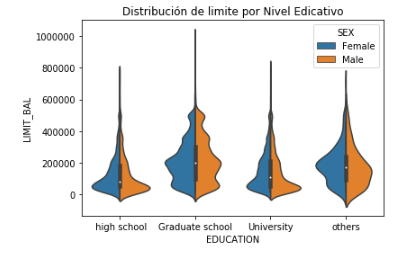 Distribución de limite por Nivel Edicativo
SEX
Female
Male
LIMIT_BAL
1000000
800000
600000
400000
200000
0
high school
Graduate school
University
others
EDUCATION